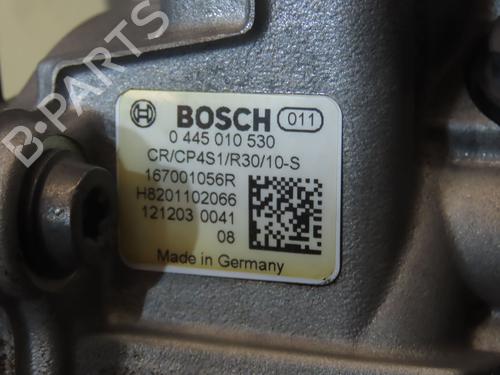 B-PARTS
BOSCH 011
0 445 010 530
CR/CP4S1/R30/10-S
167001056R
H8201102066
121203 0041
08
Made in Germany